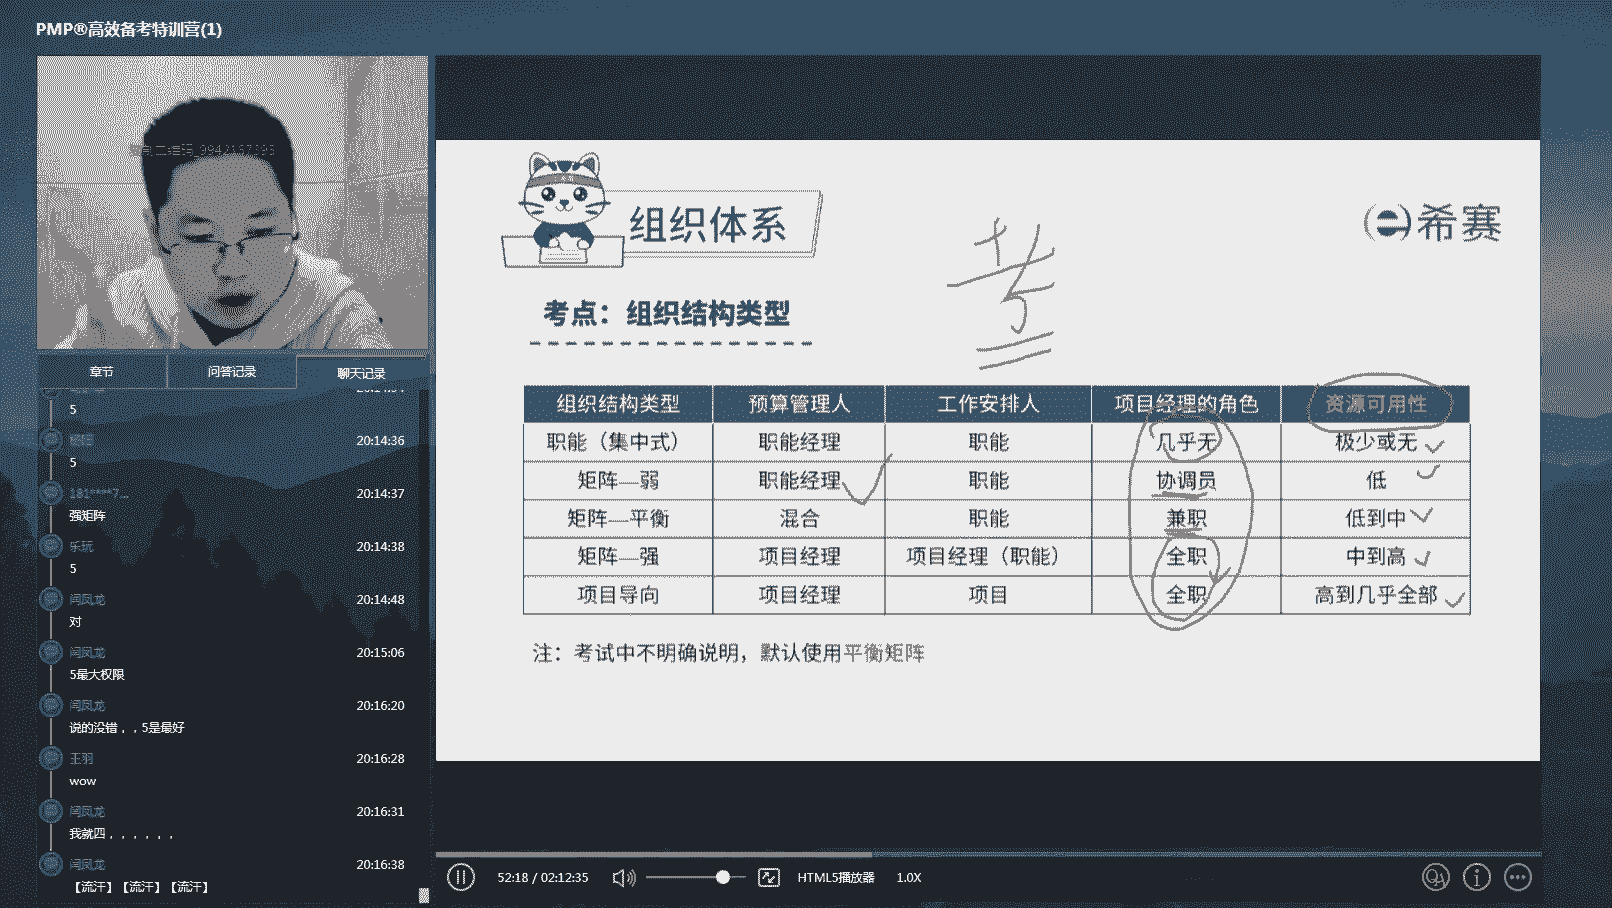 PMP®高效备考特训营(1)
章节
问答记录
聊天记录
5
20:14:36
5
181****7...
20:14:37
强矩阵
乐玩
20:14:38
5
闫凤龙
20:14:48
对
闫凤龙
20:15:06
5最大权限
闫凤龙
20:16:20
说的没错，，5是最好
王羽
20:16:28
wow
闫凤龙
20:16:31
我就四，，，，，，
闫凤龙
20:16:38
【流汗】【流汗】【流汗】
组织体系
希赛
考
考点：组织结构类型
组织结构类型 预算管理人 工作安排人 项目经理的角色 资源可用性
职能（集中式） 职能经理 职能 几乎无 极少或无
矩阵—弱 职能经理 职能 协调员 低
矩阵—平衡 混合 职能 兼职 低到中
矩阵—强 项目经理 项目经理（职能） 全职 中到高
项目导向 项目经理 项目 全职 高到几乎全部
注：考试中不明确说明，默认使用平衡矩阵
52:18 / 02:12:35
HTML5播放器
1.0X